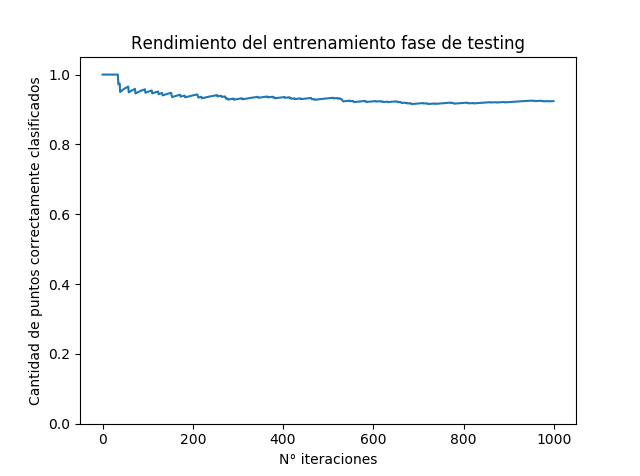 Rendimiento del entrenamiento fase de testing
Cantidad de puntos correctamente clasificados
1.0
0.8
0.6
0.4
0.2
0.0
0 200 400 600 800 1000
N° iteraciones